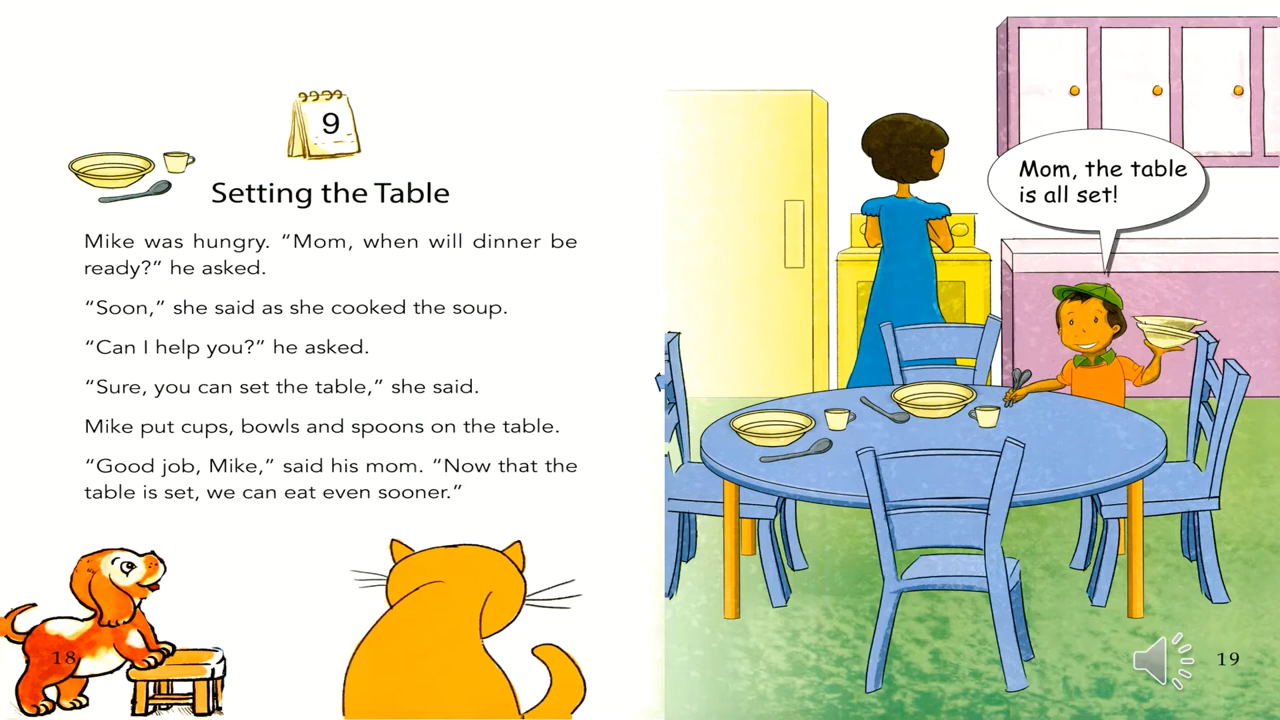 9
Setting the Table
Mike was hungry. “Mom, when will dinner be
ready?” he asked.
“Soon,” she said as she cooked the soup.
“Can I help you?” he asked.
“Sure, you can set the table,” she said.
Mike put cups, bowls and spoons on the table.
“Good job, Mike,” said his mom. “Now that the
table is set, we can eat even sooner.”
18
Mom, the table
is all set!
19